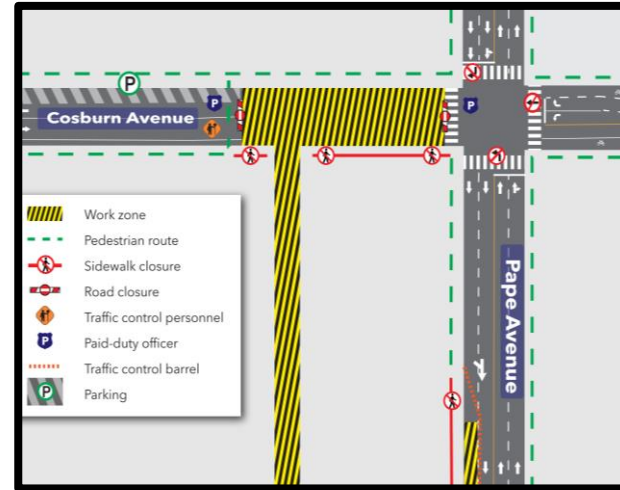 P
P
Cosburn Avenue
P
Pape Avenue
Work zone
Pedestrian route
Sidewalk closure
Road closure
Traffic control personnel
P
Paid-duty officer
Traffic control barrel
P
Parking